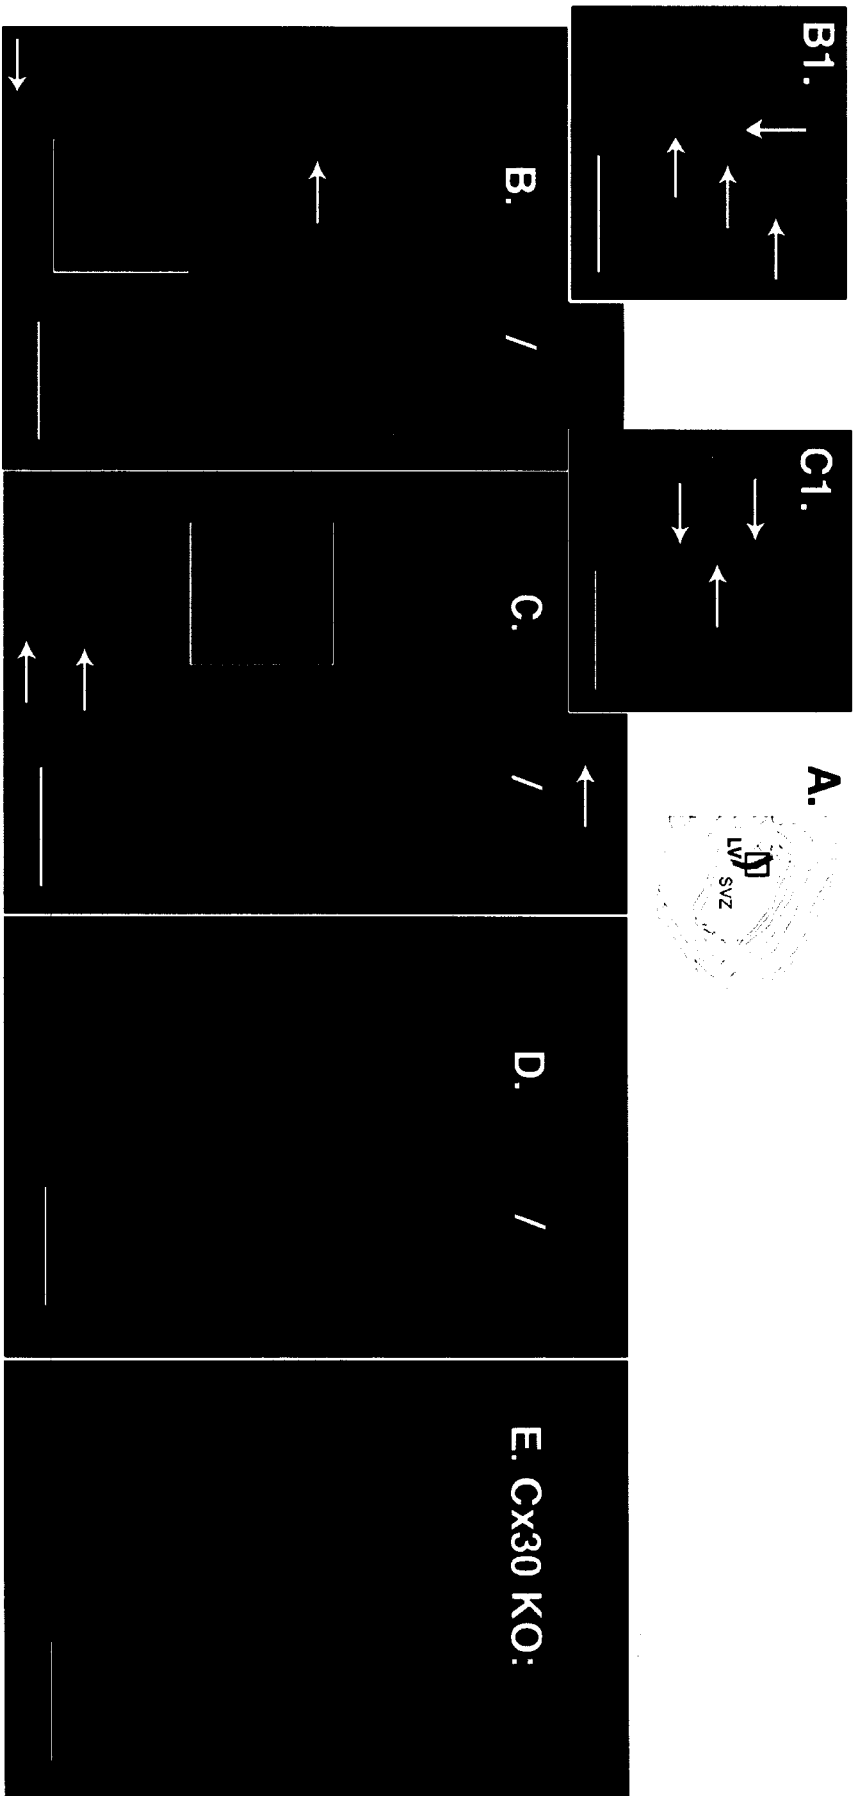 A.
LV
SVZ
B1.
C1.
B. /
C. /
D. /
E. Cx30 KO: